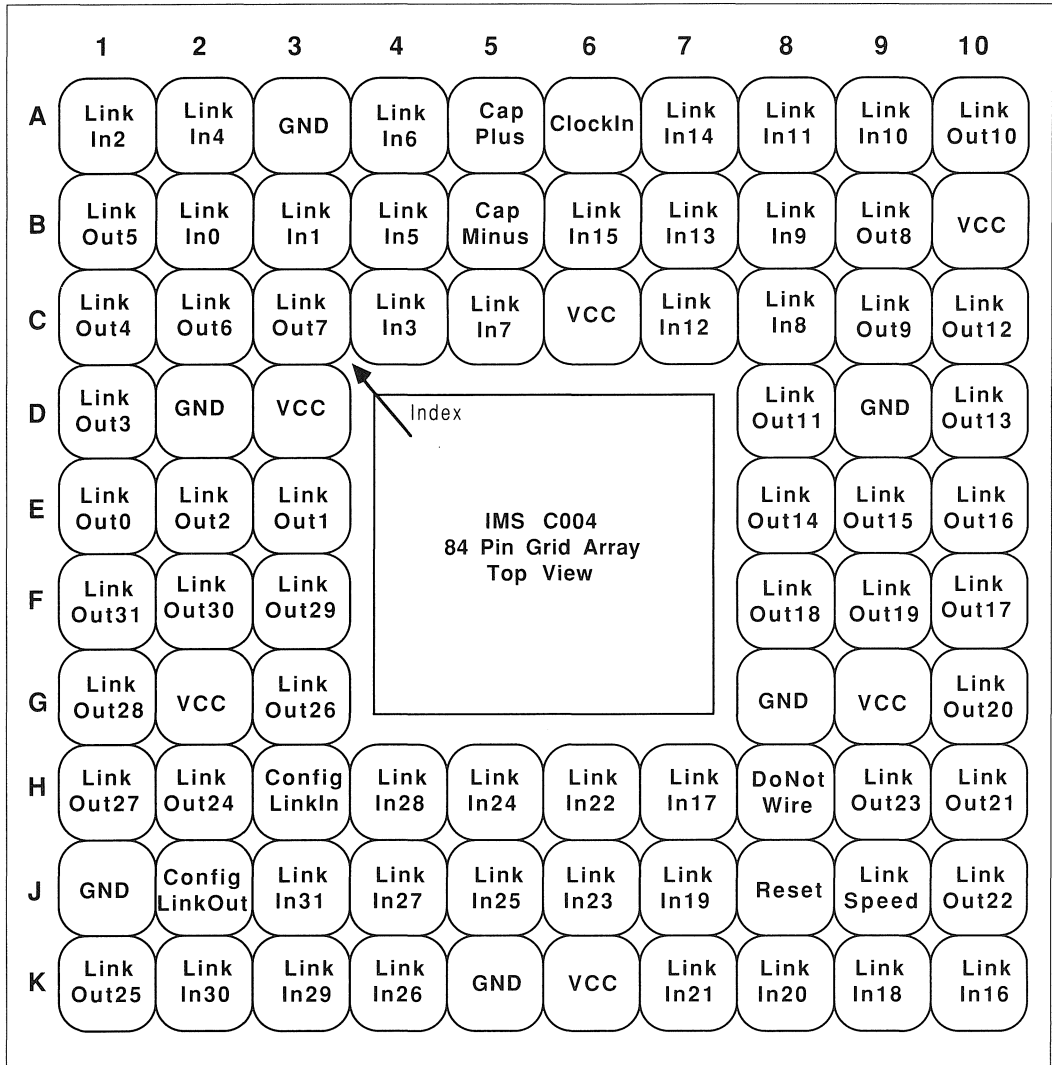 1 2 3 4 5 6 7 8 9 10
A Link Link GND Link Cap ClockIn Link Link Link Link
In2 In4 In6 Plus In14 In11 In10 Out10
B Link Link Link Link Cap Link Link Link Link VCC
Out5 In0 In1 In5 Minus In15 In13 In9 Out8
C Link Link Link Link Link VCC Link Link Link Link
Out4 Out6 Out7 In3 In7 In12 In8 Out9 Out12
D Link GND VCC Index Link GND Link
Out3 Out11 Out13
E Link Link Link Link Link Link
Out0 Out2 Out1 Out14 Out15 Out16
IMS C004
84 Pin Grid Array
Top View
F Link Link Link Link Link Link
Out31 Out30 Out29 Out18 Out19 Out17
G Link VCC Link GND VCC Link
Out28 Out26 Out20
H Link Link Config Link Link Link Link DoNot Link Link
Out27 Out24 LinkIn In28 In24 In22 In17 Wire Out23 Out21
J GND Config Link Link Link Link Link Reset Link Link
LinkOut In31 In27 In25 In23 In19 Speed Out22
K Link Link Link Link GND VCC Link Link Link Link
Out25 In30 In29 In26 In21 In20 In18 In16